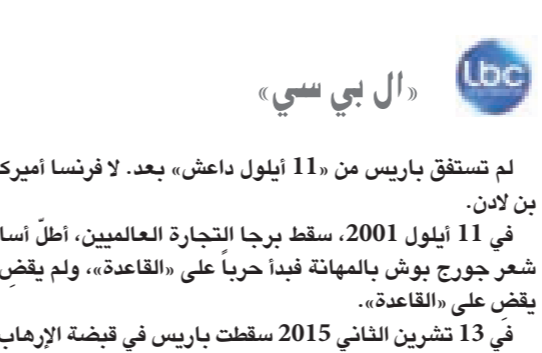 LBC
«ال بي سي»
لم تستفق باريس من «11 أيلول داعش» بعد. لا فرنسا أميركا
بن لادن.
في 11 أيلول 2001، سقط برجا التجارة العالميين، أطلّ أسا
شعر جورج بوش بالمهانة فبدأ حرباً على «القاعدة»، ولم يقضِ
يقضِ على «القاعدة».
في 13 تشرين الثاني 2015 سقطت باريس في قبضة الإرهاب